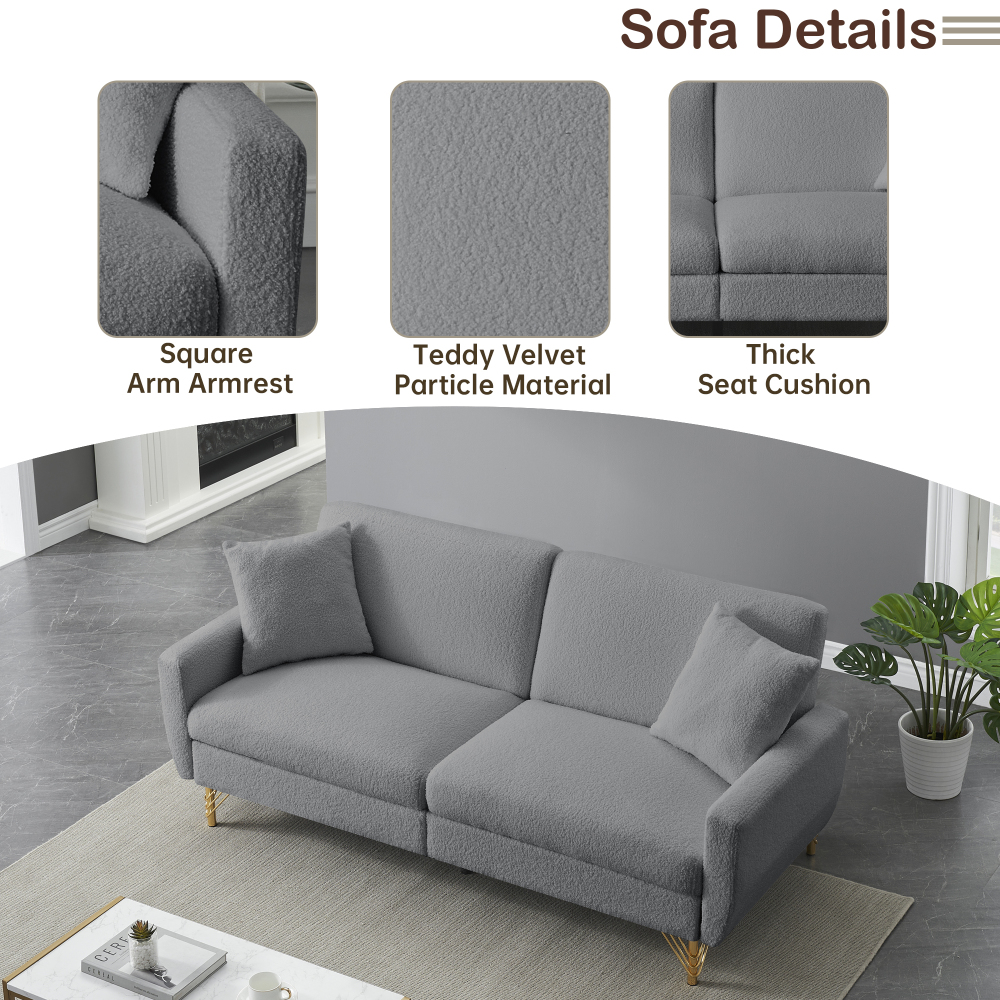 Sofa Details
Square
Arm Armrest
Teddy Velvet
Particle Material
Thick
Seat Cushion